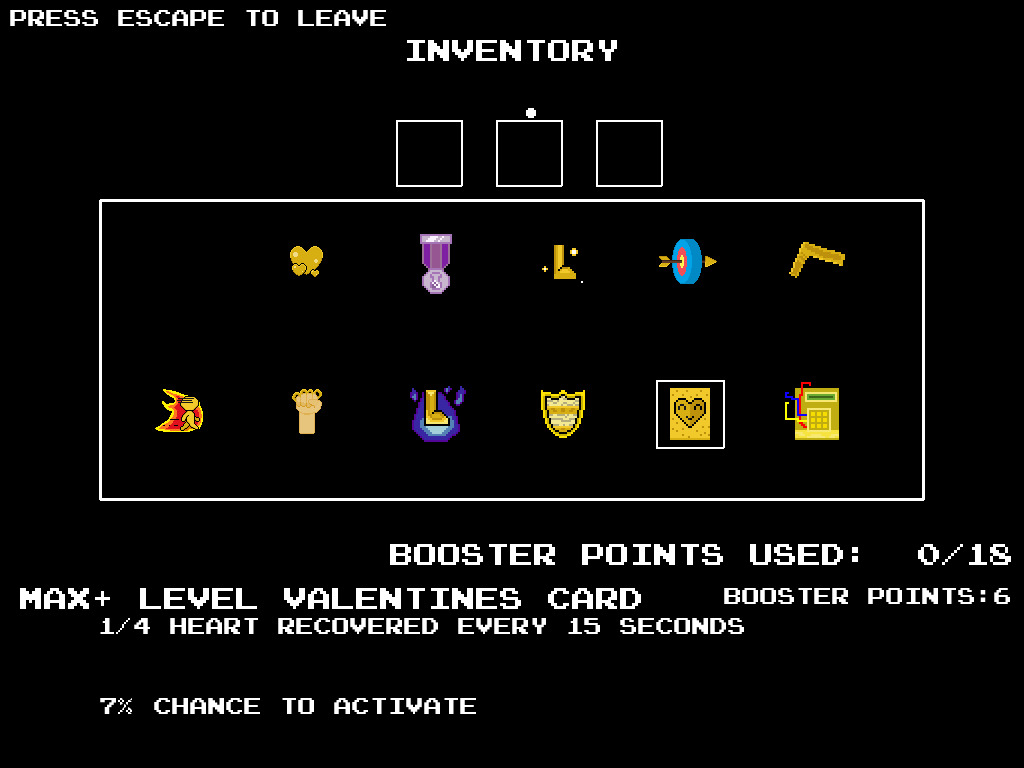 PRESS ESCAPE TO LEAVE
INVENTORY
BOOSTER POINTS USED: 0/18
MAX+ LEVEL VALENTINES CARD BOOSTER POINTS:6
1/4 HEART RECOVERED EVERY 15 SECONDS
7% CHANCE TO ACTIVATE